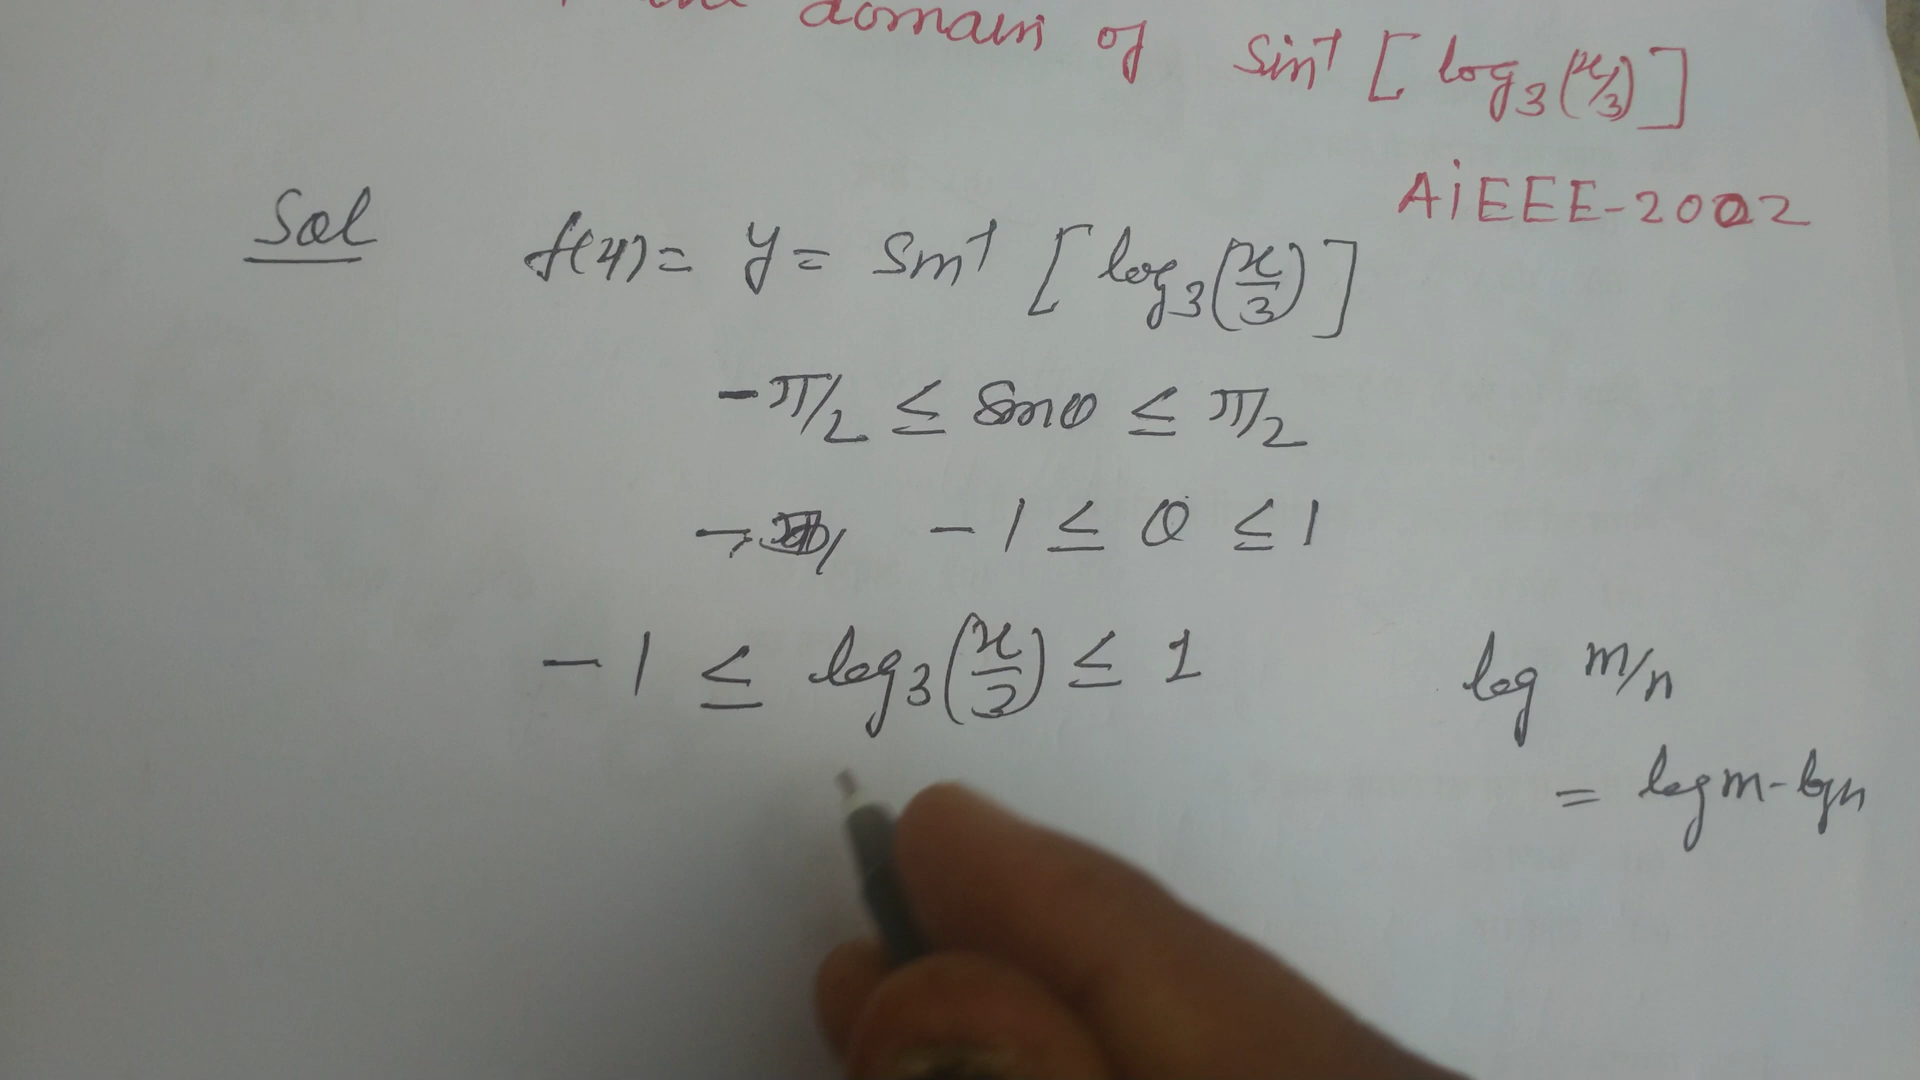 the domain of Sin⁻¹ [log₃(x/3)]
AiEEE-2002
Sol f(x) = y = Sin⁻¹ [log₃(x/3)]
-π/2 ≤ Sinθ ≤ π/2
-1 ≤ θ ≤ 1
-1 ≤ log₃(x/3) ≤ 1
log m/n
= log m - log n